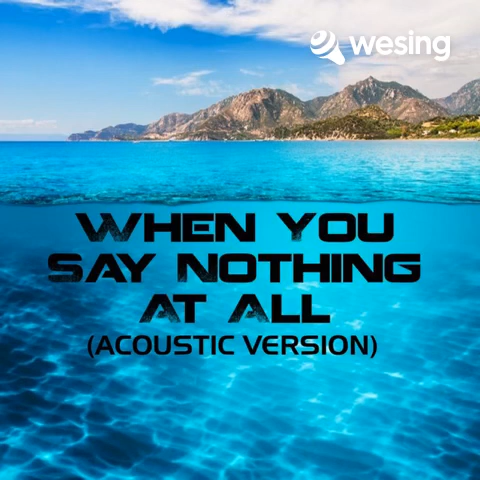 wesing
WHEN YOU
SAY NOTHING
AT ALL
(ACOUSTIC VERSION)